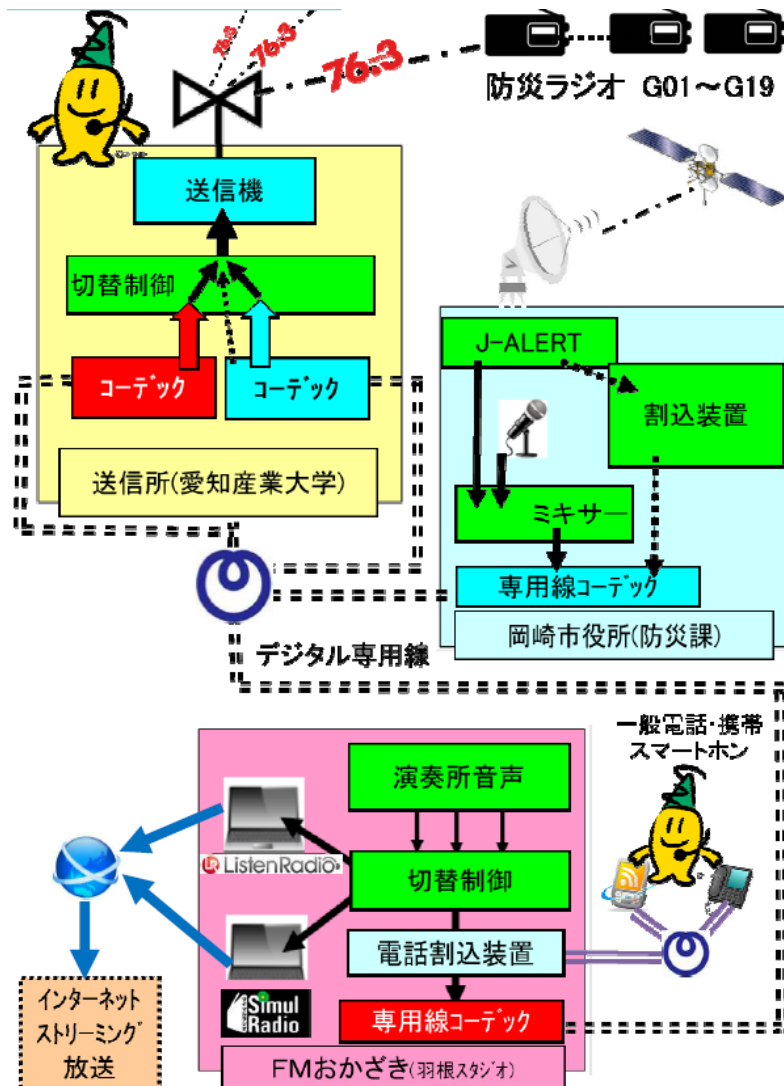 76.3
76.3
76.3
防災ラジオ G01～G19
送信機
切替制御
コーデック
コーデック
送信所(愛知産業大学)
J-ALERT
割込装置
ミキサー
専用線コーデック
岡崎市役所(防災課)
デジタル専用線
一般電話・携帯
スマートホン
演奏所音声
ListenRadio
切替制御
電話割込装置
Simul
Radio
専用線コーデック
インターネット
ストリーミング
放送
FMおかざき(羽根スタジオ)